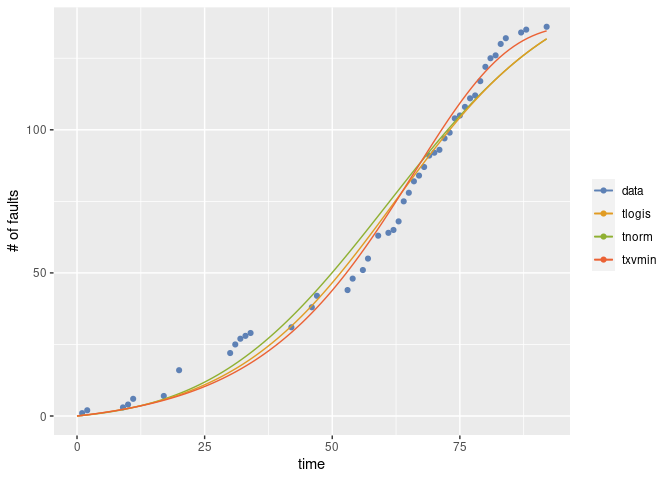 # of faults
100
50
0
0
25
50
75
time
data
tlogis
tnorm
txvmin